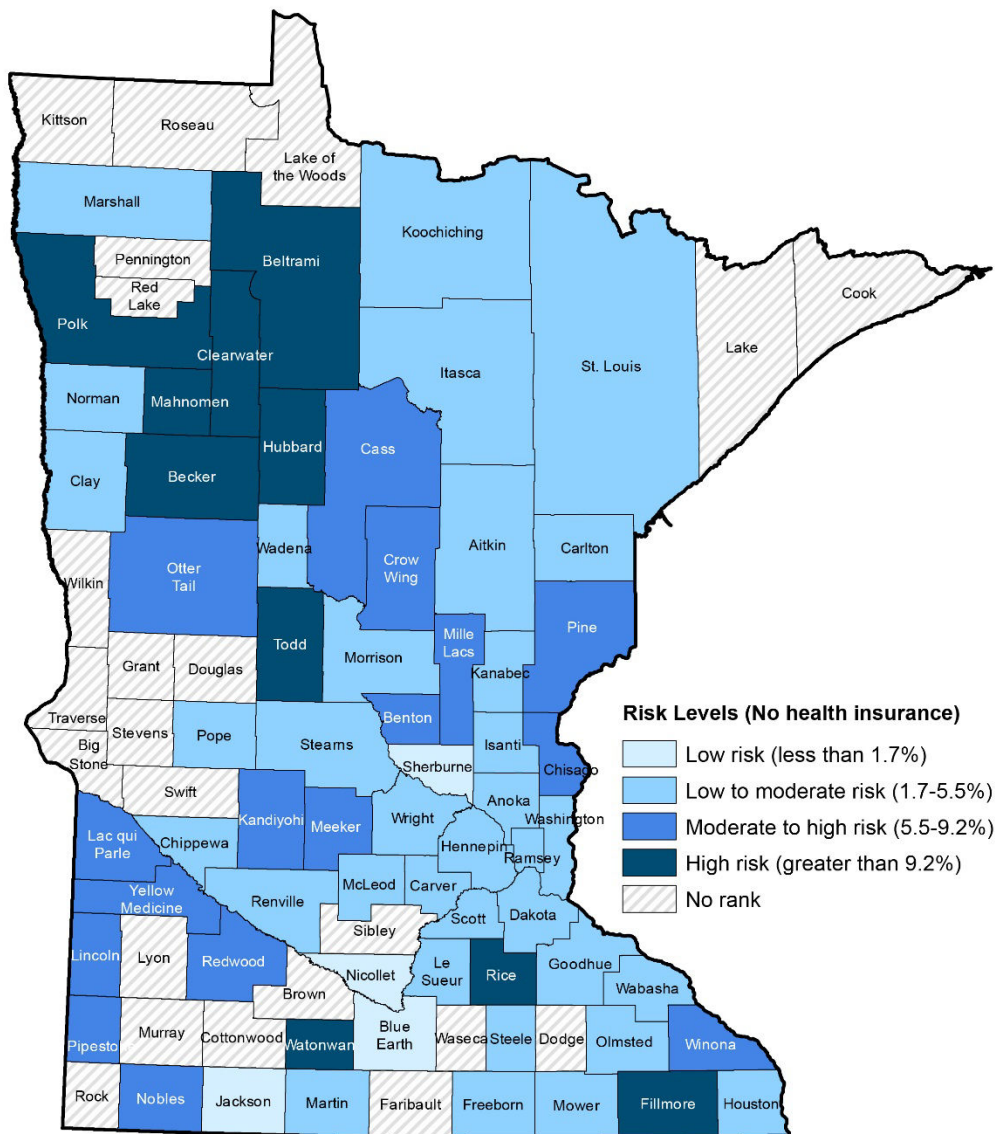 Kittson
Roseau
Lake of
the Woods
Marshall
Koochiching
Beltrami
Pennington
Red
Lake
Cook
Polk
Clearwater
Lake
St. Louis
Itasca
Norman
Mahnomen
Hubbard
Cass
Clay
Becker
Wadena
Aitkin
Carlton
Crow
Wing
Otter
Tail
Wilkin
Pine
Mille
Lacs
Todd
Morrison
Kanabec
Grant
Douglas
Traverse
Benton
Stevens
Pope
Stearns
Isanti
Big
Stone
Sherburne
Chisago
Swift
Anoka
Washington
Kandiyohi
Meeker
Wright
Lac qui
Parle
Chippewa
Hennepin
Ramsey
Yellow
Medicine
Renville
McLeod
Carver
Scott
Dakota
Sibley
Lincoln
Lyon
Redwood
Le
Sueur
Rice
Goodhue
Nicollet
Wabasha
Brown
Pipestone
Murray
Cottonwood
Watonwan
Blue
Earth
Waseca
Steele
Dodge
Olmsted
Winona
Rock
Nobles
Jackson
Martin
Faribault
Freeborn
Mower
Fillmore
Houston
Risk Levels (No health insurance)
Low risk (less than 1.7%)
Low to moderate risk (1.7-5.5%)
Moderate to high risk (5.5-9.2%)
High risk (greater than 9.2%)
No rank